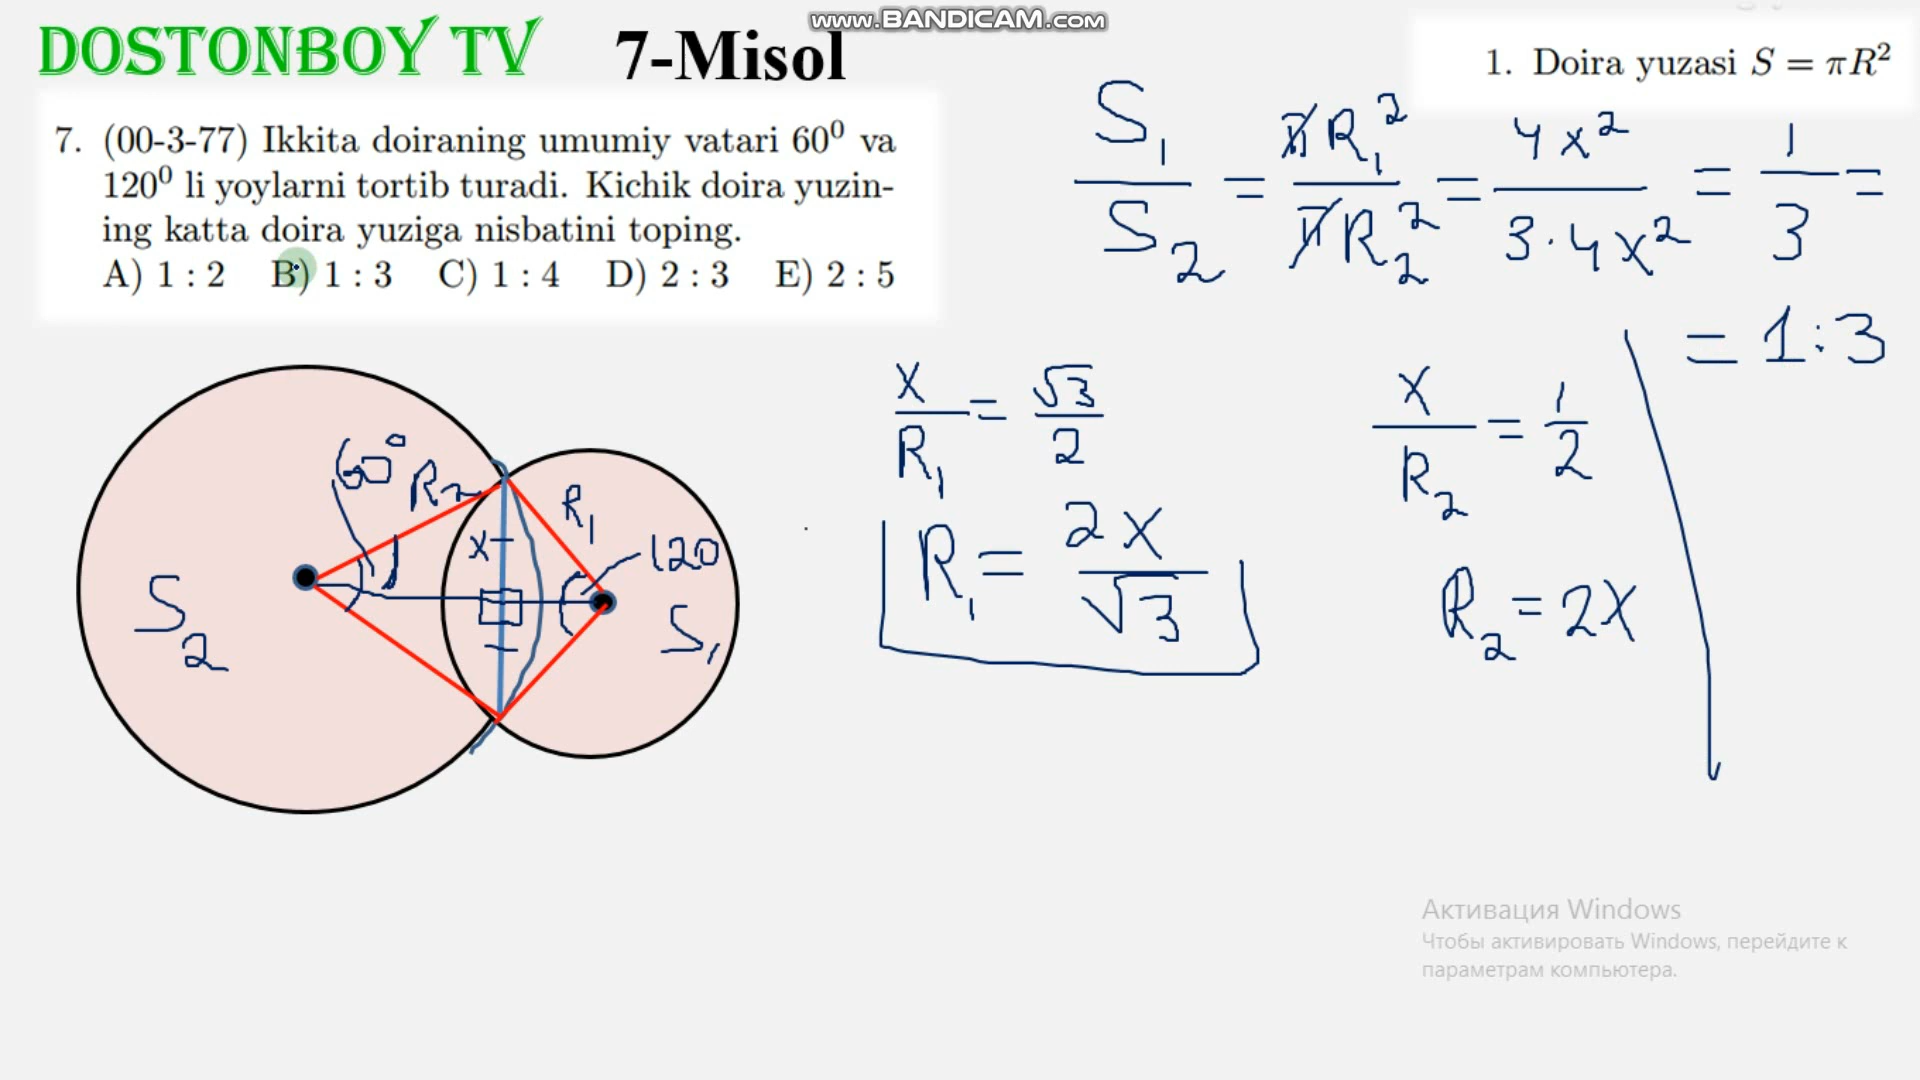 www.BANDICAM.com
DOSTONBOY TV
7-Misol
1. Doira yuzasi S = πR²
7. (00-3-77) Ikkita doiraning umumiy vatari 60⁰ va
120⁰ li yoylarni tortib turadi. Kichik doira yuzin-
ing katta doira yuziga nisbatini toping.
A) 1 : 2 B) 1 : 3 C) 1 : 4 D) 2 : 3 E) 2 : 5
S₁/S₂ = πR₁²/πR₂² = 4x²/3·4x² = 1/3 =
= 1:3
x/R₁ = √3/2
x/R₂ = 1/2
R₁ = 2x/√3
R₂ = 2x
60°
R₂
R₁
x
120
S₂
S₁
Активация Windows
Чтобы активировать Windows, перейдите к
параметрам компьютера.